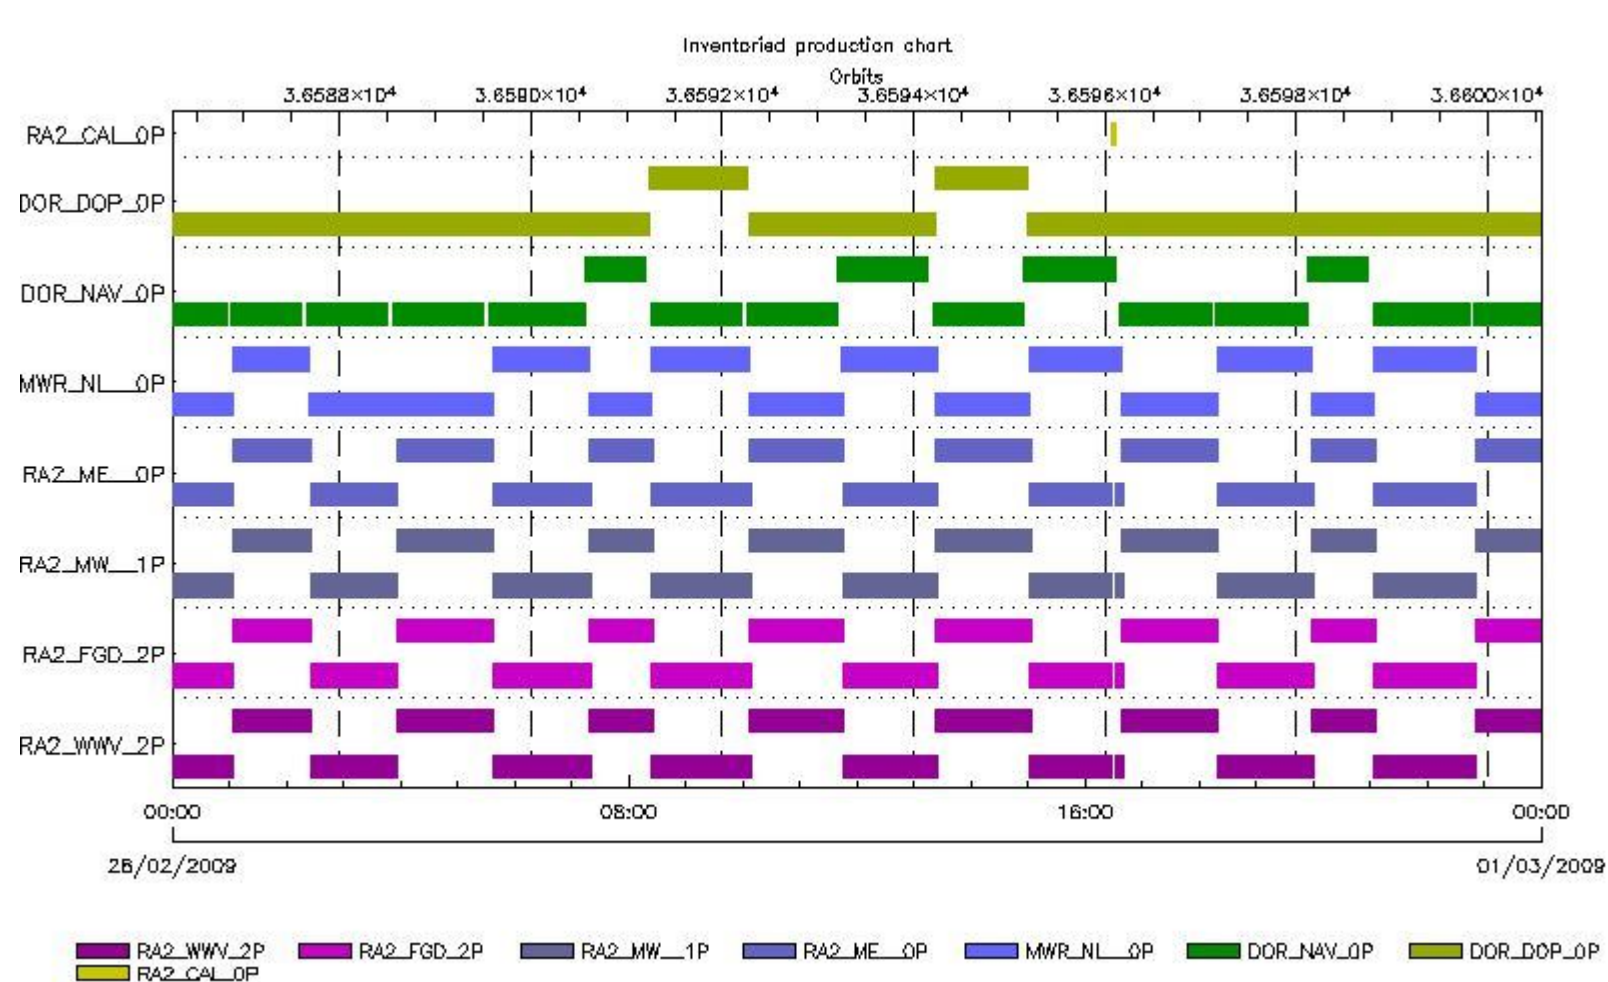 Inventoried production chart
Orbits
3.6588×10⁴ 3.6590×10⁴ 3.6592×10⁴ 3.6594×10⁴ 3.6596×10⁴ 3.6598×10⁴ 3.6600×10⁴
RA2_CAL_0P
DOR_DOP_0P
DOR_NAV_0P
MWR_NL__0P
RA2_ME__0P
RA2_MW__1P
RA2_FGD_2P
RA2_WWV_2P
00:00 08:00 16:00 00:00
28/02/2009 01/03/2009
RA2_WWV_2P RA2_FGD_2P RA2_MW__1P RA2_ME__0P MWR_NL__0P DOR_NAV_0P DOR_DOP_0P
RA2_CAL_0P